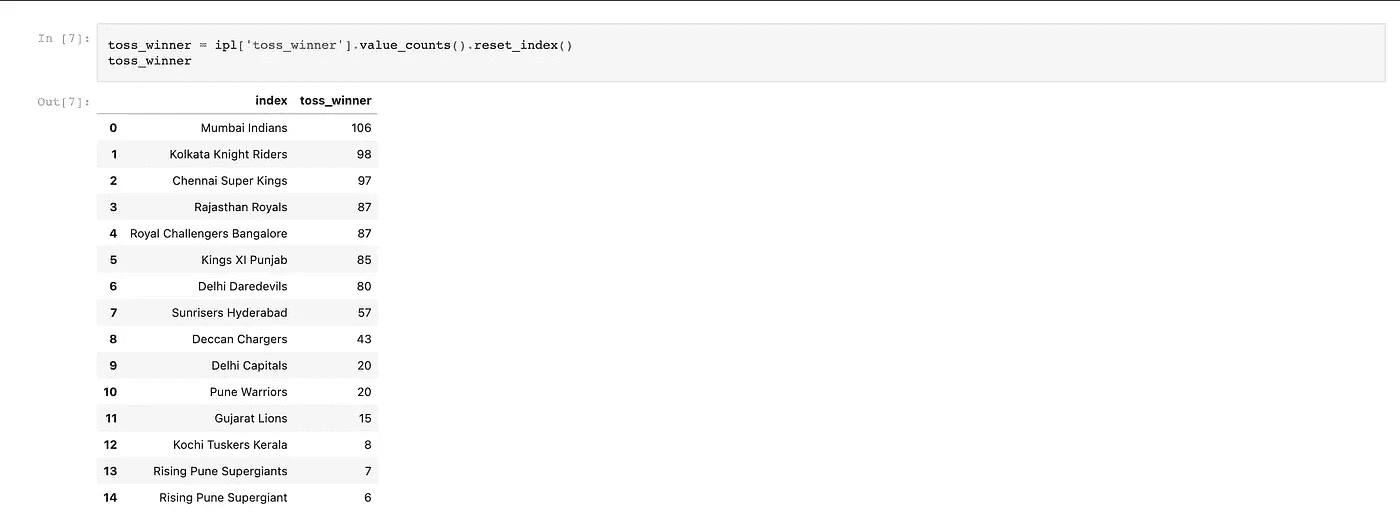 In [7]: toss_winner = ipl['toss_winner'].value_counts().reset_index()
toss_winner
Out[7]: index toss_winner
0 Mumbai Indians 106
1 Kolkata Knight Riders 98
2 Chennai Super Kings 97
3 Rajasthan Royals 87
4 Royal Challengers Bangalore 87
5 Kings XI Punjab 85
6 Delhi Daredevils 80
7 Sunrisers Hyderabad 57
8 Deccan Chargers 43
9 Delhi Capitals 20
10 Pune Warriors 20
11 Gujarat Lions 15
12 Kochi Tuskers Kerala 8
13 Rising Pune Supergiants 7
14 Rising Pune Supergiant 6